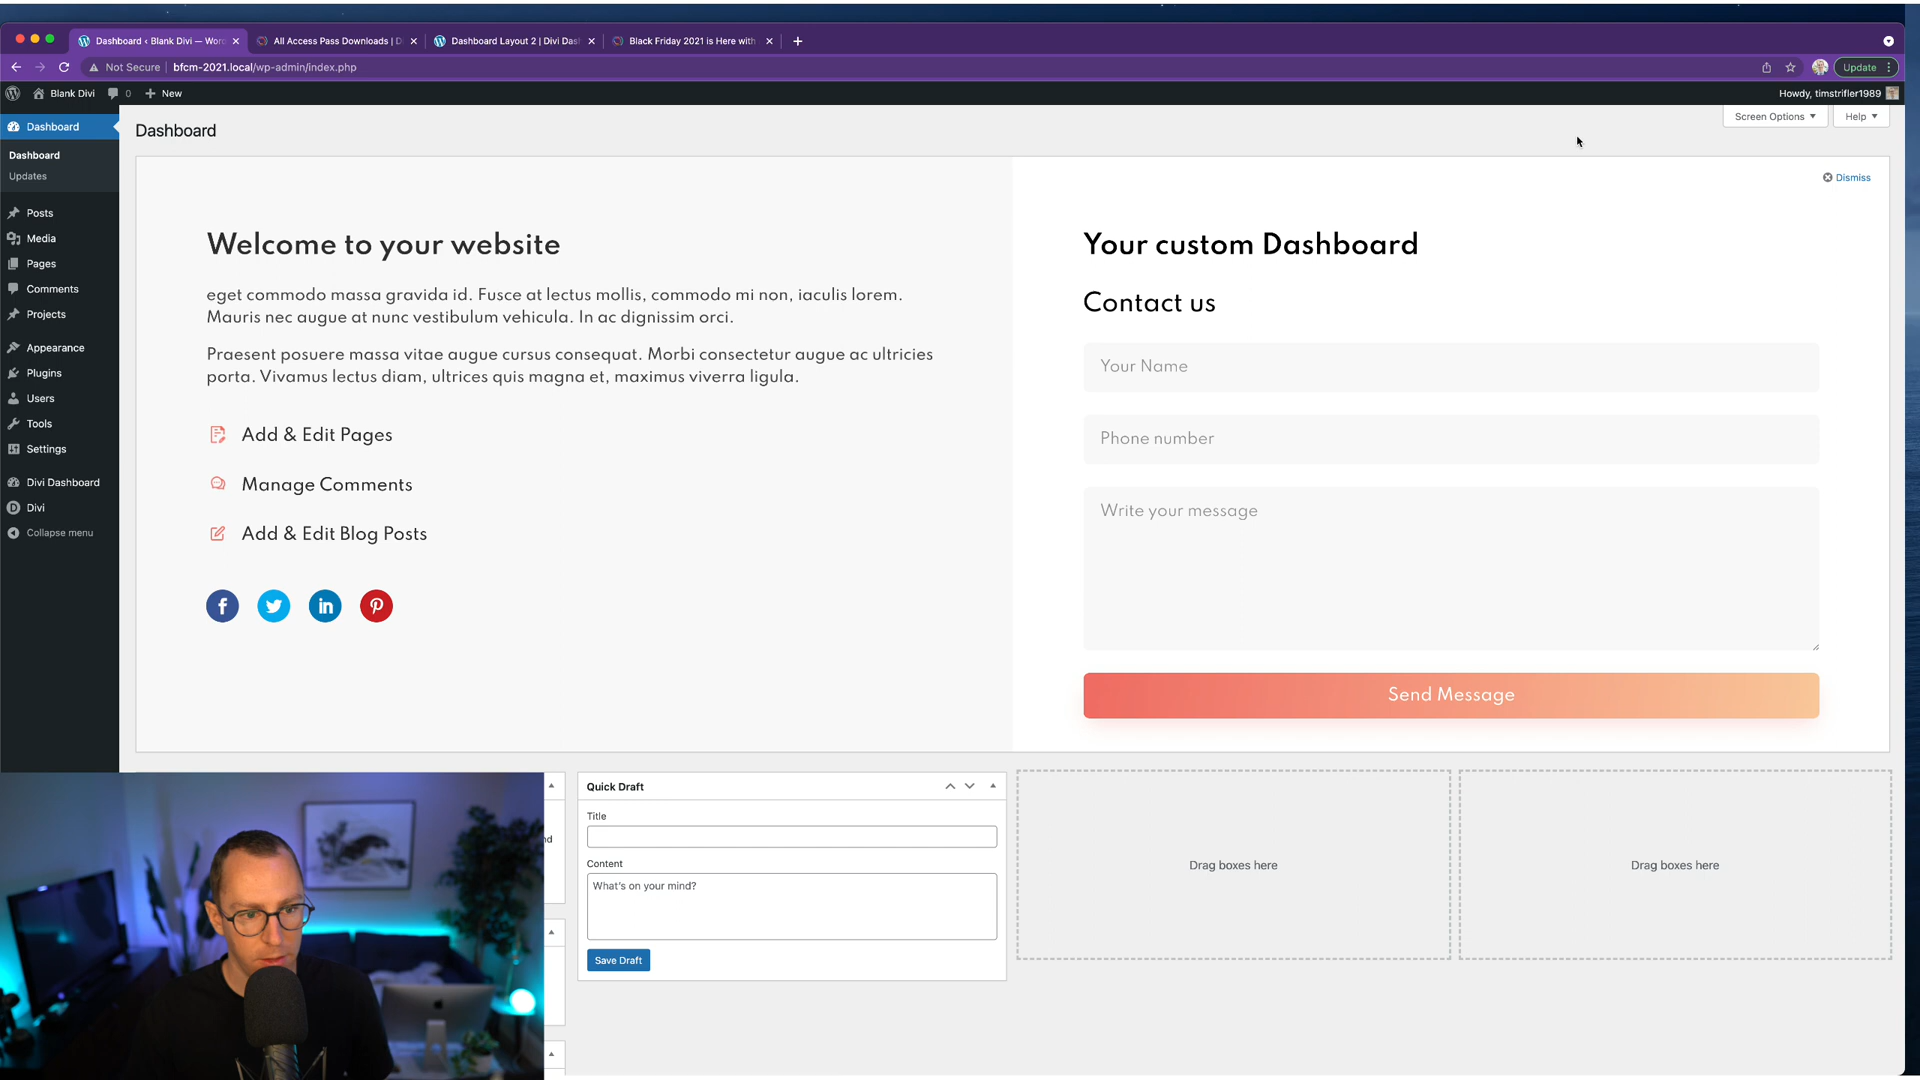 Dashboard ‹ Blank Divi — Wor
All Access Pass Downloads | D
Dashboard Layout 2 | Divi Das
Black Friday 2021 is Here with
Not Secure
bfcm-2021.local/wp-admin/index.php
Update
Blank Divi
0
New
Howdy, timstrifler1989
Dashboard
Dashboard
Updates
Posts
Media
Pages
Comments
Projects
Appearance
Plugins
Users
Tools
Settings
Divi Dashboard
D
Divi
Collapse menu
Dashboard
Screen Options
Help
Dismiss
Welcome to your website
eget commodo massa gravida id. Fusce at lectus mollis, commodo mi non, iaculis lorem.
Mauris nec augue at nunc vestibulum vehicula. In ac dignissim orci.
Praesent posuere massa vitae augue cursus consequat. Morbi consectetur augue ac ultricies
porta. Vivamus lectus diam, ultrices quis magna et, maximus viverra ligula.
Add & Edit Pages
Manage Comments
Add & Edit Blog Posts
Your custom Dashboard
Contact us
Your Name
Phone number
Write your message
Send Message
Quick Draft
Title
Content
What's on your mind?
Save Draft
Drag boxes here
Drag boxes here